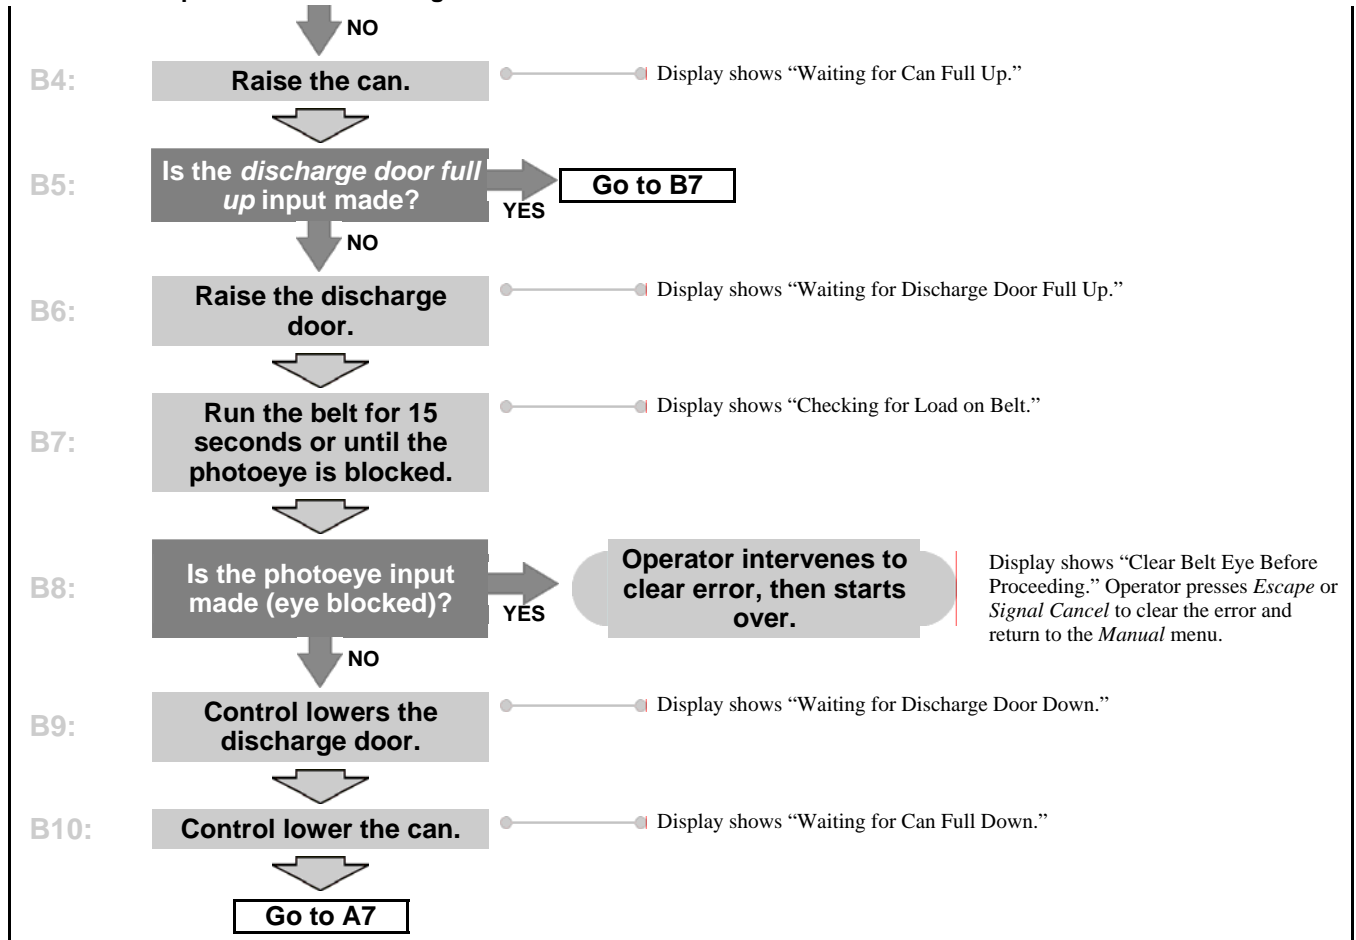 NO
B4:
Raise the can.
Display shows “Waiting for Can Full Up.”
B5:
Is the discharge door full
up input made?
YES
Go to B7
NO
B6:
Raise the discharge
door.
Display shows “Waiting for Discharge Door Full Up.”
B7:
Run the belt for 15
seconds or until the
photoeye is blocked.
Display shows “Checking for Load on Belt.”
B8:
Is the photoeye input
made (eye blocked)?
YES
Operator intervenes to
clear error, then starts
over.
Display shows “Clear Belt Eye Before
Proceeding.” Operator presses Escape or
Signal Cancel to clear the error and
return to the Manual menu.
NO
B9:
Control lowers the
discharge door.
Display shows “Waiting for Discharge Door Down.”
B10:
Control lower the can.
Display shows “Waiting for Can Full Down.”
Go to A7